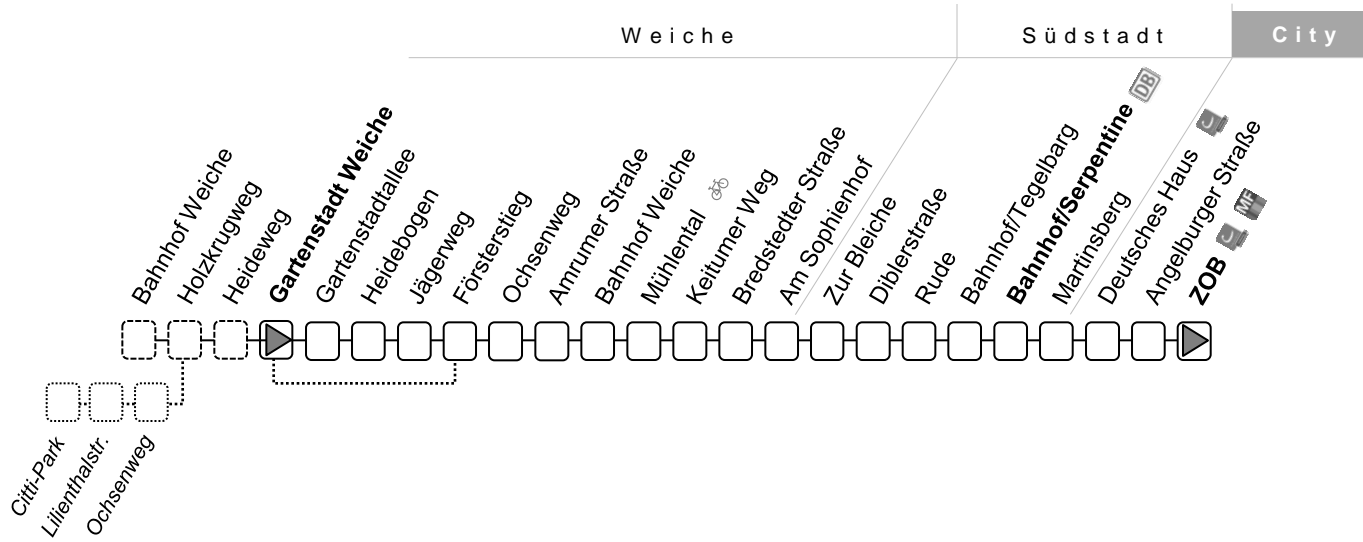 Weiche
Südstadt
City
Bahnhof Weiche
Holzkrugweg
Heideweg
Gartenstadt Weiche
Gartenstadtallee
Heidebogen
Jägerweg
Försterstieg
Ochsenweg
Amrumer Straße
Bahnhof Weiche
Mühlental
Keitumer Weg
Bredstedter Straße
Am Sophienhof
Zur Bleiche
Diblerstraße
Rude
Bahnhof/Tegelbarg
Bahnhof/Serpentine DB
Martinsberg
Deutsches Haus
Angelburger Straße
ZOB MF
Citti-Park
Lilienthalstr.
Ochsenweg